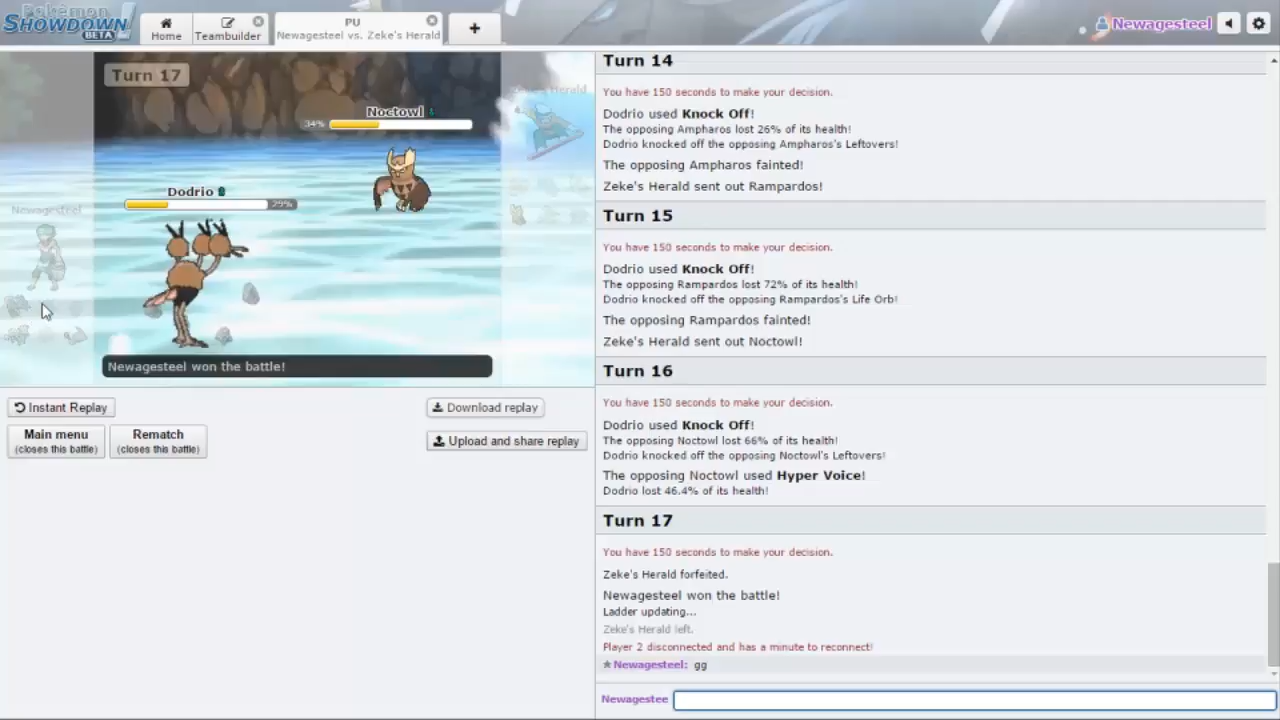 Pokémon
SHOWDOWN
BETA
Home
Teambuilder
PU
Newagesteel vs. Zeke's Herald
+
Newagesteel
Turn 17
Noctowl
34%
Dodrio
29%
Newagesteel
Herald
Newagesteel won the battle!
Instant Replay
Download replay
Main menu
(closes this battle)
Rematch
(closes this battle)
Upload and share replay
Turn 14
You have 150 seconds to make your decision.
Dodrio used Knock Off!
The opposing Ampharos lost 26% of its health!
Dodrio knocked off the opposing Ampharos's Leftovers!
The opposing Ampharos fainted!
Zeke's Herald sent out Rampardos!
Turn 15
You have 150 seconds to make your decision.
Dodrio used Knock Off!
The opposing Rampardos lost 72% of its health!
Dodrio knocked off the opposing Rampardos's Life Orb!
The opposing Rampardos fainted!
Zeke's Herald sent out Noctowl!
Turn 16
You have 150 seconds to make your decision.
Dodrio used Knock Off!
The opposing Noctowl lost 66% of its health!
Dodrio knocked off the opposing Noctowl's Leftovers!
The opposing Noctowl used Hyper Voice!
Dodrio lost 46.4% of its health!
Turn 17
You have 150 seconds to make your decision.
Zeke's Herald forfeited.
Newagesteel won the battle!
Ladder updating...
Zeke's Herald left.
Player 2 disconnected and has a minute to reconnect!
★Newagesteel: gg
Newagestee